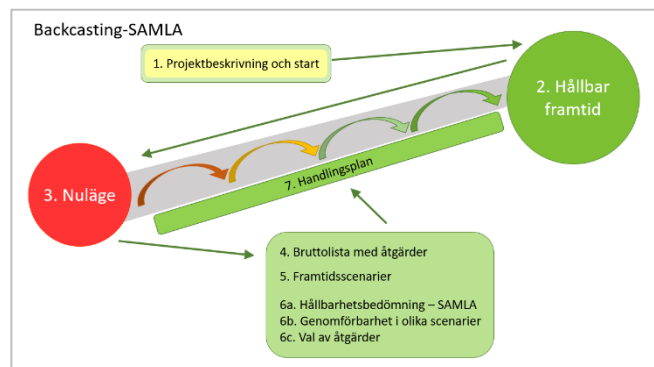 Backcasting-SAMLA
1. Projektbeskrivning och start
2. Hållbar
framtid
3. Nuläge
7. Handlingsplan
4. Bruttolista med åtgärder
5. Framtidsscenarier
6a. Hållbarhetsbedömning – SAMLA
6b. Genomförbarhet i olika scenarier
6c. Val av åtgärder